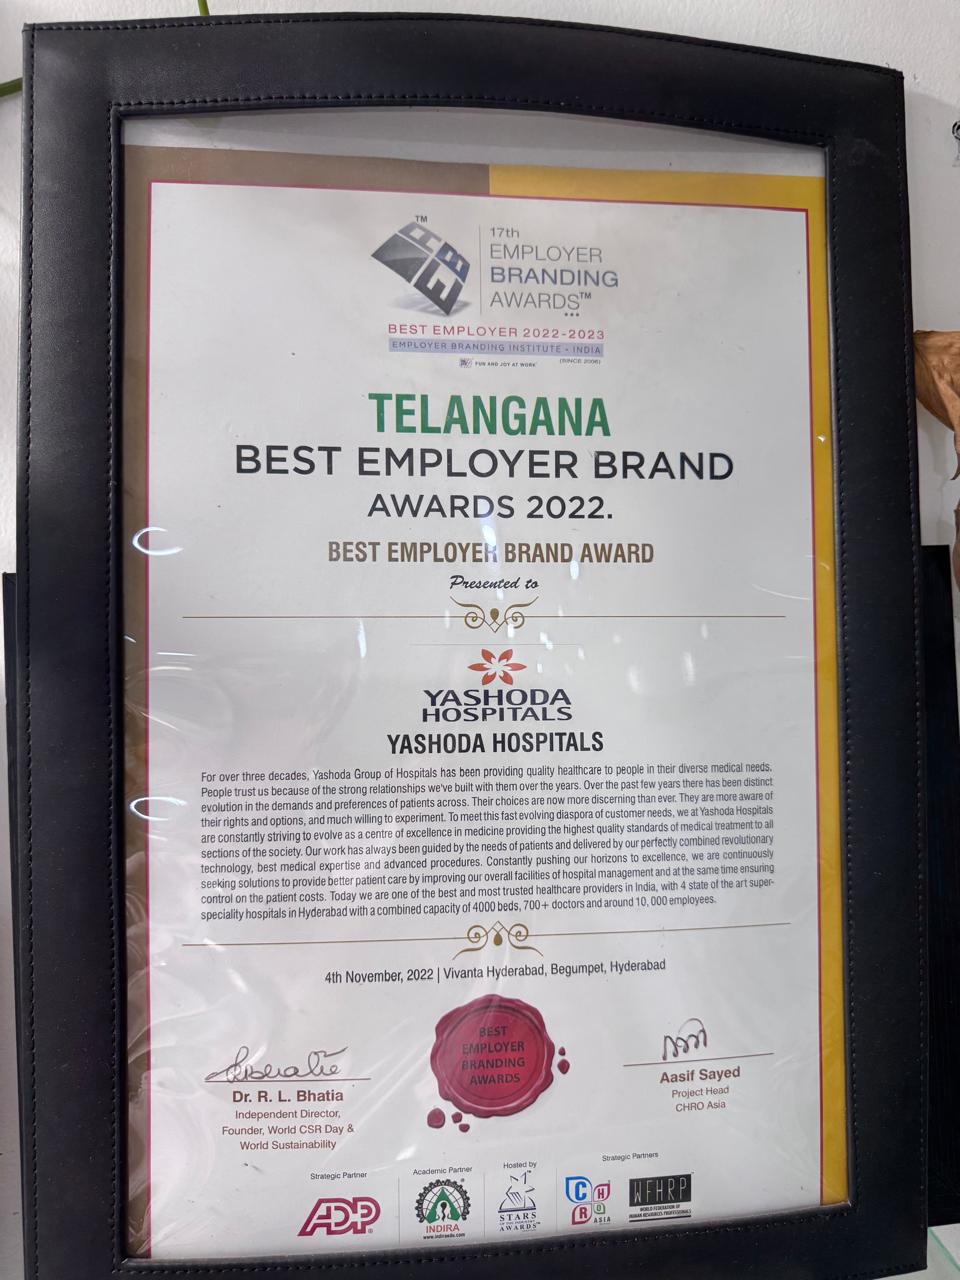 TM
17th
EMPLOYER
BRANDING
AWARDS™
BEST EMPLOYER 2022-2023
EMPLOYER BRANDING INSTITUTE - INDIA
FUN AND JOY AT WORK (SINCE 2006)
TELANGANA
BEST EMPLOYER BRAND
AWARDS 2022.
BEST EMPLOYER BRAND AWARD
Presented to
YASHODA
HOSPITALS
YASHODA HOSPITALS
For over three decades, Yashoda Group of Hospitals has been providing quality healthcare to people in their diverse medical needs.
People trust us because of the strong relationships we've built with them over the years. Over the past few years there has been distinct
evolution in the demands and preferences of patients across. Their choices are now more discerning than ever. They are more aware of
their rights and options, and much willing to experiment. To meet this fast evolving diaspora of customer needs, we at Yashoda Hospitals
are constantly striving to evolve as a centre of excellence in medicine providing the highest quality standards of medical treatment to all
sections of the society. Our work has always been guided by the needs of patients and delivered by our perfectly combined revolutionary
technology, best medical expertise and advanced procedures. Constantly pushing our horizons to excellence, we are continuously
seeking solutions to provide better patient care by improving our overall facilities of hospital management and at the same time ensuring
control on the patient costs. Today we are one of the best and most trusted healthcare providers in India, with 4 state of the art super-
speciality hospitals in Hyderabad with a combined capacity of 4000 beds, 700+ doctors and around 10, 000 employees.
4th November, 2022 | Vivanta Hyderabad, Begumpet, Hyderabad
BEST
EMPLOYER
BRANDING
AWARDS
Dr. R. L. Bhatia
Independent Director,
Founder, World CSR Day &
World Sustainability
Aasif Sayed
Project Head
CHRO Asia
Strategic Partner
ADP
Academic Partner
INDIRA
www.indiraedu.com
Hosted by
STARS
OF THE INDUSTRY
AWARDS
Strategic Partners
CHRO
ASIA
WFHRP
WORLD FEDERATION OF
HUMAN RESOURCES PROFESSIONALS